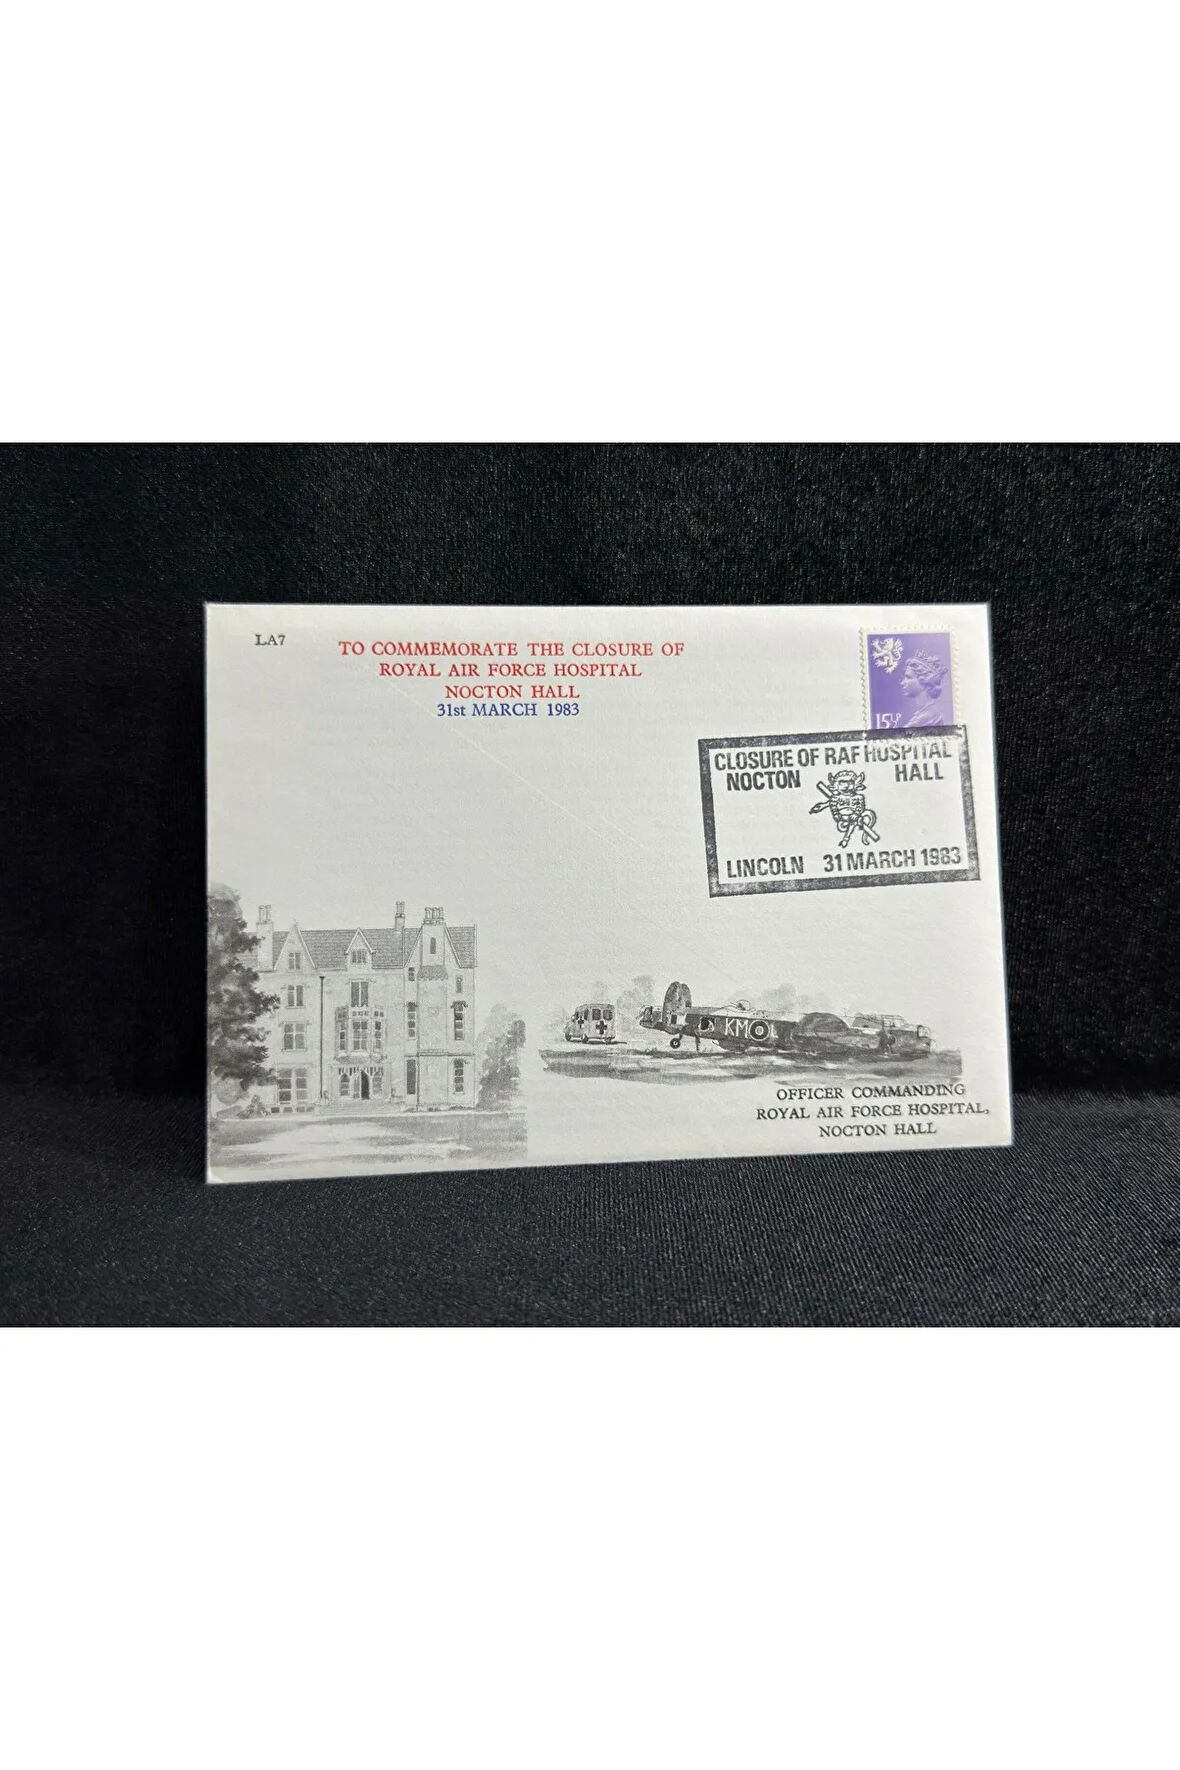 LA7
TO COMMEMORATE THE CLOSURE OF
ROYAL AIR FORCE HOSPITAL
NOCTON HALL
31st MARCH 1983
15½P
CLOSURE OF RAF HOSPITAL
NOCTON HALL
LINCOLN 31 MARCH 1983
KM
OFFICER COMMANDING
ROYAL AIR FORCE HOSPITAL,
NOCTON HALL